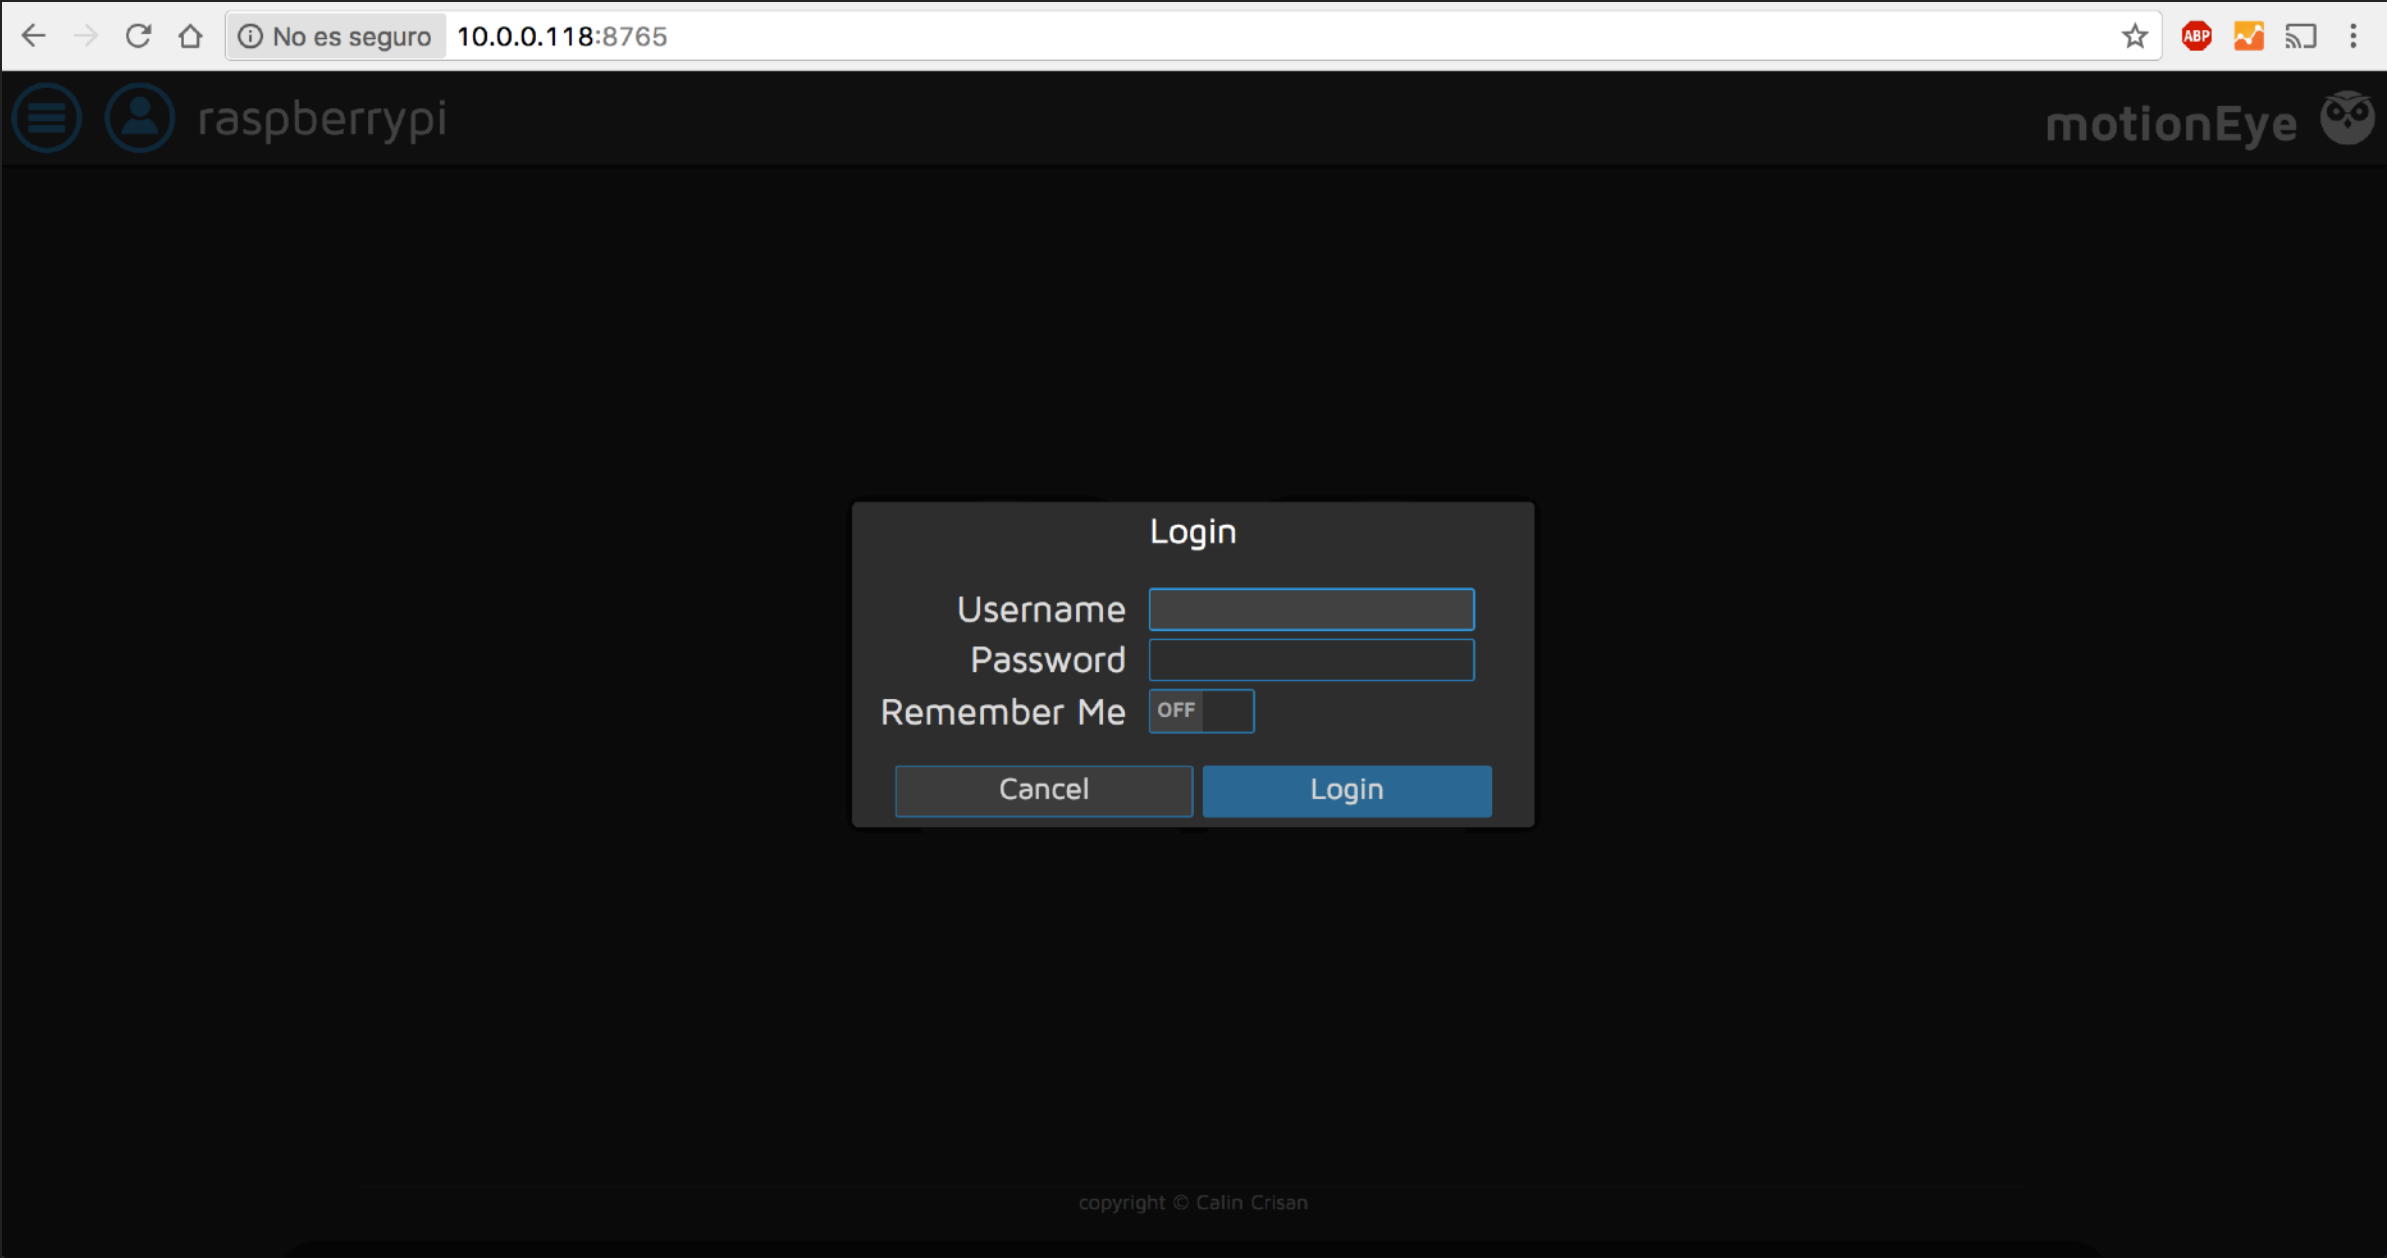 No es seguro 10.0.0.118:8765
ABP
raspberrypi
motionEye
Login
Username
Password
Remember Me OFF
Cancel Login
copyright © Calin Crisan